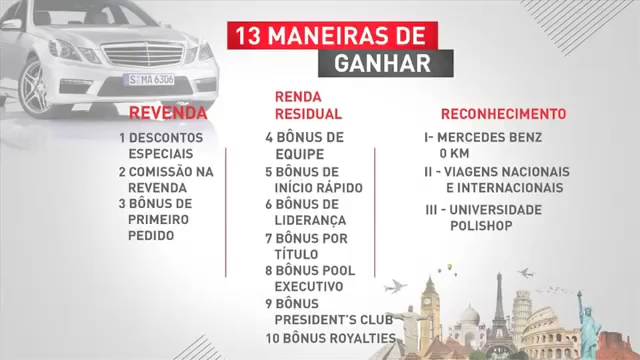 13 MANEIRAS DE
GANHAR
S:MA 6306
REVENDA
1 DESCONTOS
ESPECIAIS
2 COMISSÃO NA
REVENDA
3 BÔNUS DE
PRIMEIRO
PEDIDO
RENDA
RESIDUAL
4 BÔNUS DE
EQUIPE
5 BÔNUS DE
INÍCIO RÁPIDO
6 BÔNUS DE
LIDERANÇA
7 BÔNUS POR
TÍTULO
8 BÔNUS POOL
EXECUTIVO
9 BÔNUS
PRESIDENT'S CLUB
10 BÔNUS ROYALTIES
RECONHECIMENTO
I- MERCEDES BENZ
0 KM
II - VIAGENS NACIONAIS
E INTERNACIONAIS
III - UNIVERSIDADE
POLISHOP